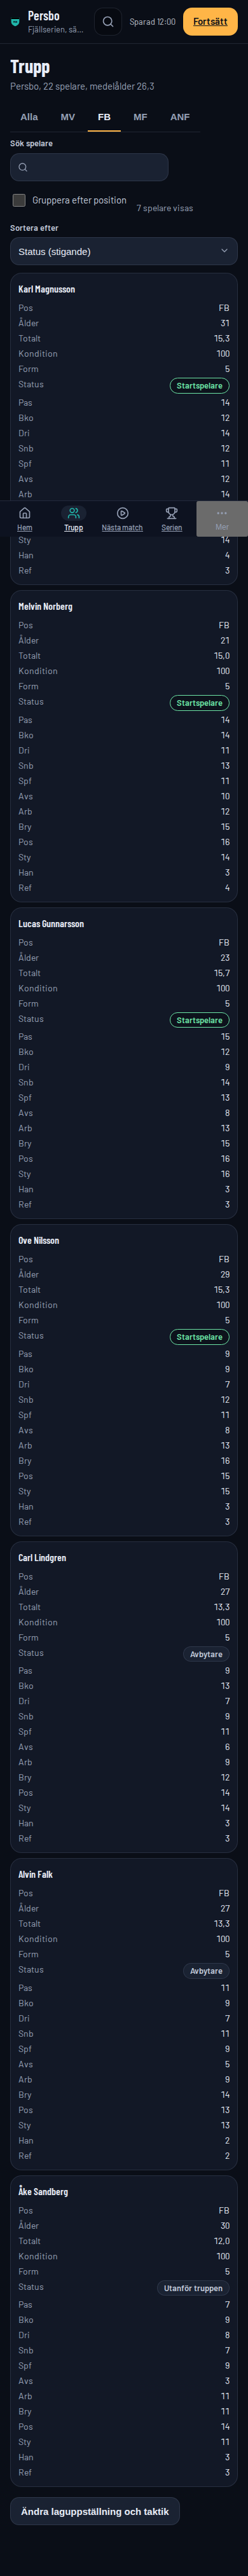 Persbo
Fjällserien, sä...
Sparad 12:00
Fortsätt
Trupp
Persbo, 22 spelare, medelålder 26.3
Alla MV FB MF ANF
Sök spelare
Gruppera efter position
7 spelare visas
Sortera efter
Status (stigande)
Karl Magnusson
Pos FB
Ålder 31
Totalt 15,3
Kondition 100
Form 5
Status Startspelare
Pas 14
Bko 12
Dri 14
Snb 12
Spf 11
Avs 12
Arb 14
Hem Trupp Nästa match Serien Mer
Sty 14
Han 4
Ref 3
Melvin Norberg
Pos FB
Ålder 21
Totalt 15,0
Kondition 100
Form 5
Status Startspelare
Pas 14
Bko 14
Dri 11
Snb 13
Spf 11
Avs 10
Arb 12
Bry 15
Pos 16
Sty 14
Han 3
Ref 4
Lucas Gunnarsson
Pos FB
Ålder 23
Totalt 15,7
Kondition 100
Form 5
Status Startspelare
Pas 15
Bko 12
Dri 9
Snb 14
Spf 13
Avs 8
Arb 13
Bry 15
Pos 16
Sty 16
Han 3
Ref 3
Ove Nilsson
Pos FB
Ålder 29
Totalt 15,3
Kondition 100
Form 5
Status Startspelare
Pas 9
Bko 9
Dri 7
Snb 12
Spf 11
Avs 8
Arb 13
Bry 16
Pos 15
Sty 15
Han 3
Ref 3
Carl Lindgren
Pos FB
Ålder 27
Totalt 13,3
Kondition 100
Form 5
Status Avbytare
Pas 9
Bko 13
Dri 7
Snb 9
Spf 11
Avs 6
Arb 9
Bry 12
Pos 14
Sty 14
Han 3
Ref 3
Alvin Falk
Pos FB
Ålder 27
Totalt 13,3
Kondition 100
Form 5
Status Avbytare
Pas 11
Bko 9
Dri 7
Snb 11
Spf 9
Avs 5
Arb 9
Bry 14
Pos 13
Sty 13
Han 2
Ref 2
Åke Sandberg
Pos FB
Ålder 30
Totalt 12,0
Kondition 100
Form 5
Status Utanför truppen
Pas 7
Bko 9
Dri 8
Snb 7
Spf 9
Avs 3
Arb 11
Bry 11
Pos 14
Sty 11
Han 3
Ref 3
Ändra laguppställning och taktik